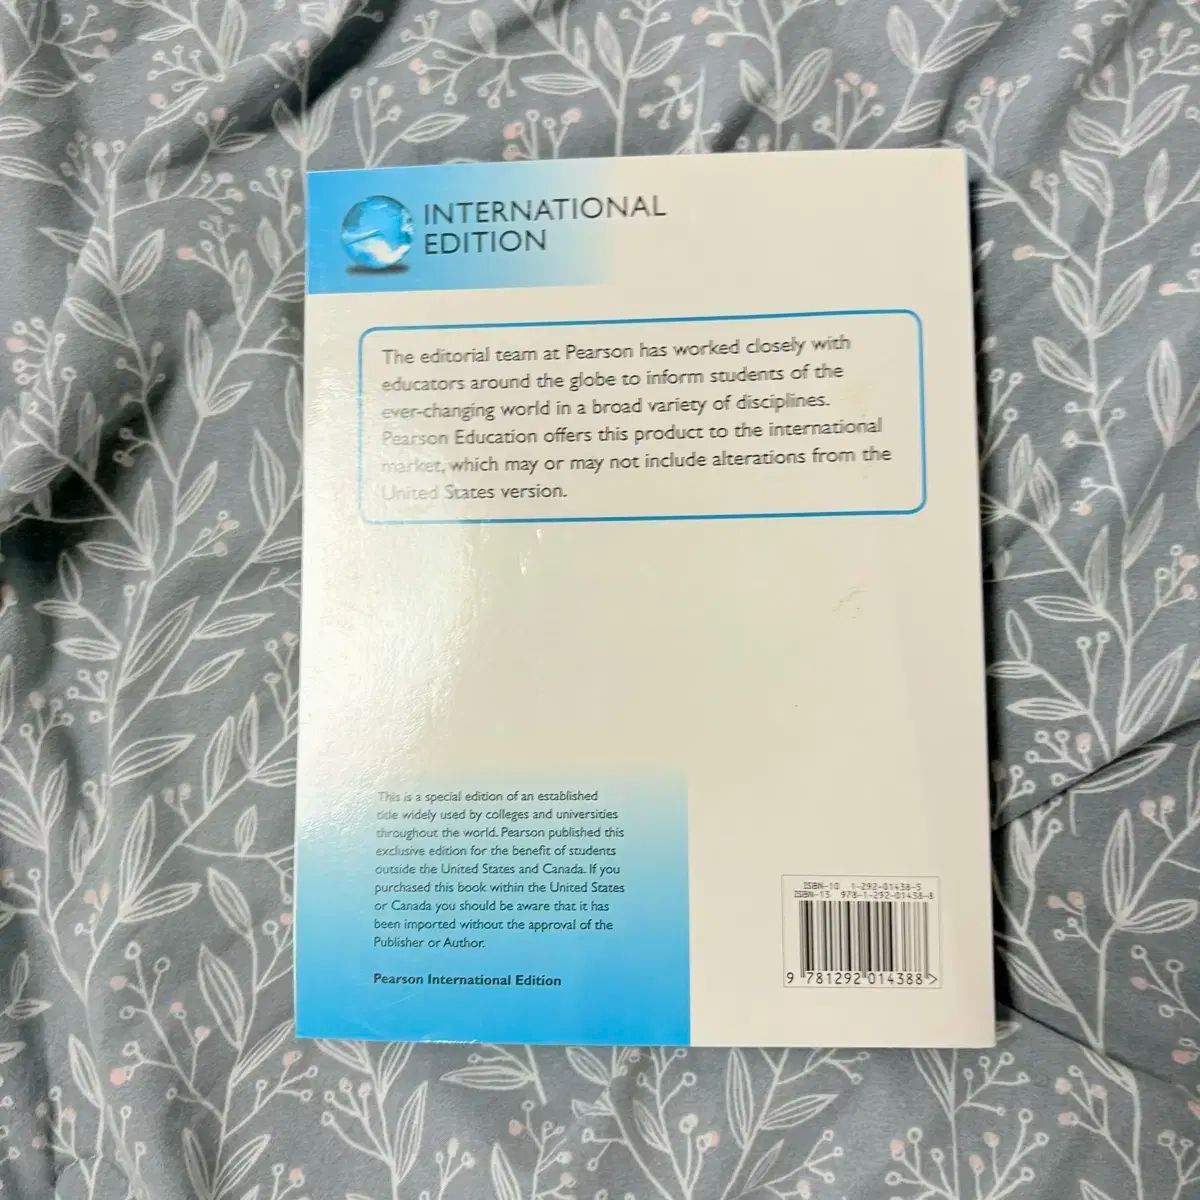 INTERNATIONAL
EDITION
The editorial team at Pearson has worked closely with
educators around the globe to inform students of the
ever-changing world in a broad variety of disciplines.
Pearson Education offers this product to the international
market, which may or may not include alterations from the
United States version.
This is a special edition of an established
title widely used by colleges and universities
throughout the world. Pearson published this
exclusive edition for the benefit of students
outside the United States and Canada. If you
purchased this book within the United States
or Canada you should be aware that it has
been imported without the approval of the
Publisher or Author.
Pearson International Edition
ISBN-10 1-292-01438-5
ISBN-13 978-1-292-01438-8
9 781292 014388 >